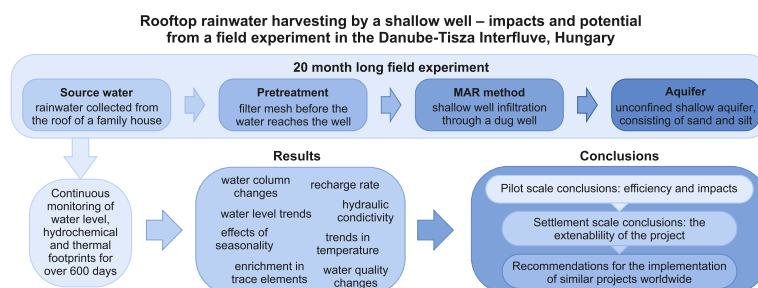 Rooftop rainwater harvesting by a shallow well – impacts and potential
from a field experiment in the Danube-Tisza Interfluve, Hungary
20 month long field experiment
Source water
rainwater collected from
the roof of a family house
Pretreatment
filter mesh before the
water reaches the well
MAR method
shallow well infiltration
through a dug well
Aquifer
unconfined shallow aquifer,
consisting of sand and silt
Continuous
monitoring of
water level,
hydrochemical
and thermal
footprints for
over 600 days
Results
water column
changes
recharge rate
water level trends
hydraulic
condictivity
effects of
seasonality
trends in
temperature
enrichment in
trace elements
water quality
changes
Conclusions
Pilot scale conclusions: efficiency and impacts
Settlement scale conclusions: the
extenability of the project
Recommendations for the implementation
of similar projects worldwide